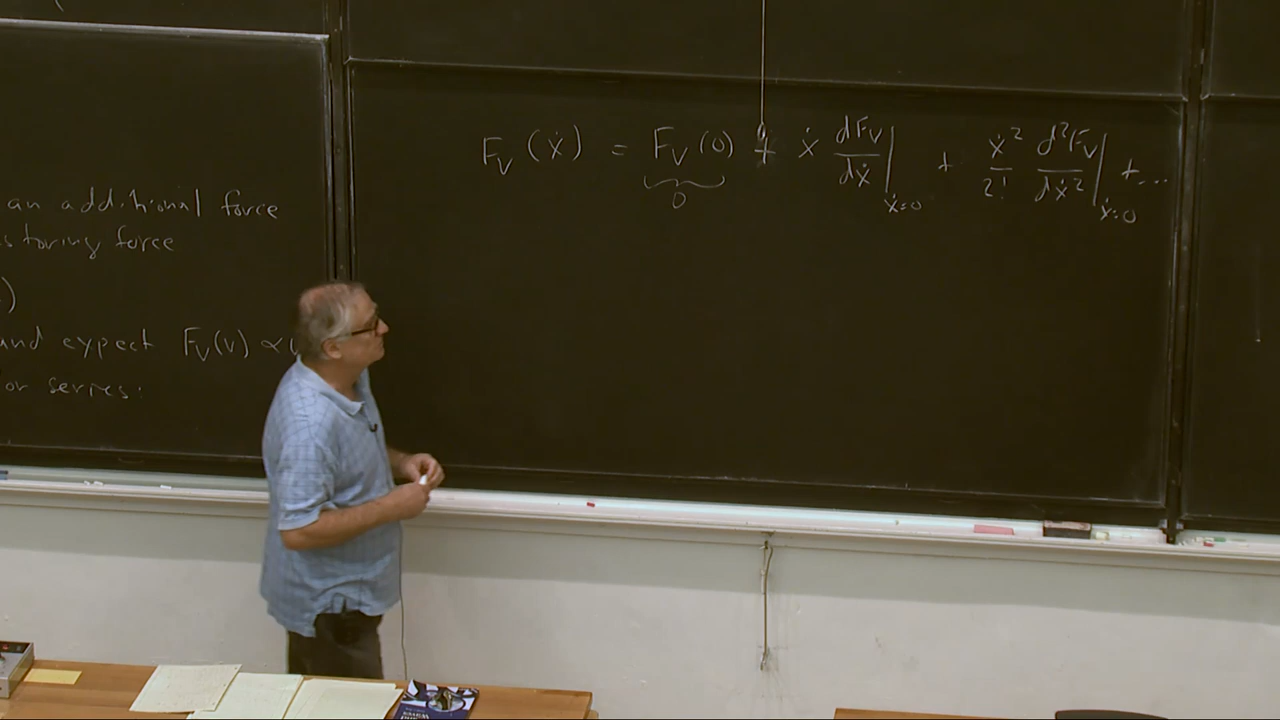 an additional force
storing force
)
and expect F_V(v) ∝
or series:
F_V(ẋ) = F_V(0) + ẋ dF_V/dẋ |_{ẋ=0} + ẋ²/2! d²F_V/dẋ² |_{ẋ=0} + ...
0